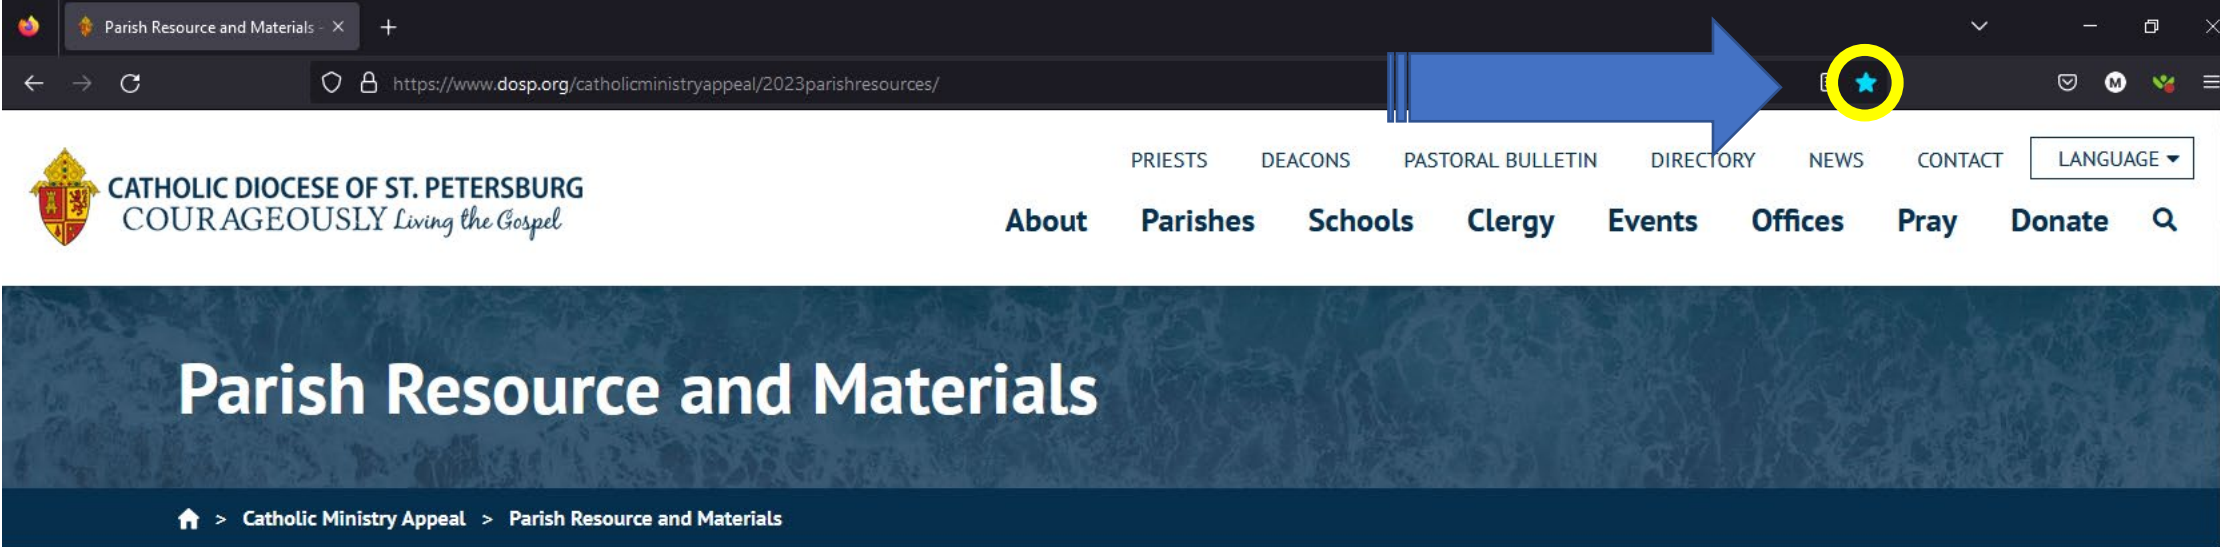 Parish Resource and Materials -
https://www.dosp.org/catholicministryappeal/2023parishresources/
M
PRIESTS DEACONS PASTORAL BULLETIN DIRECTORY NEWS CONTACT LANGUAGE
CATHOLIC DIOCESE OF ST. PETERSBURG
COURAGEOUSLY Living the Gospel
About Parishes Schools Clergy Events Offices Pray Donate
Parish Resource and Materials
> Catholic Ministry Appeal > Parish Resource and Materials